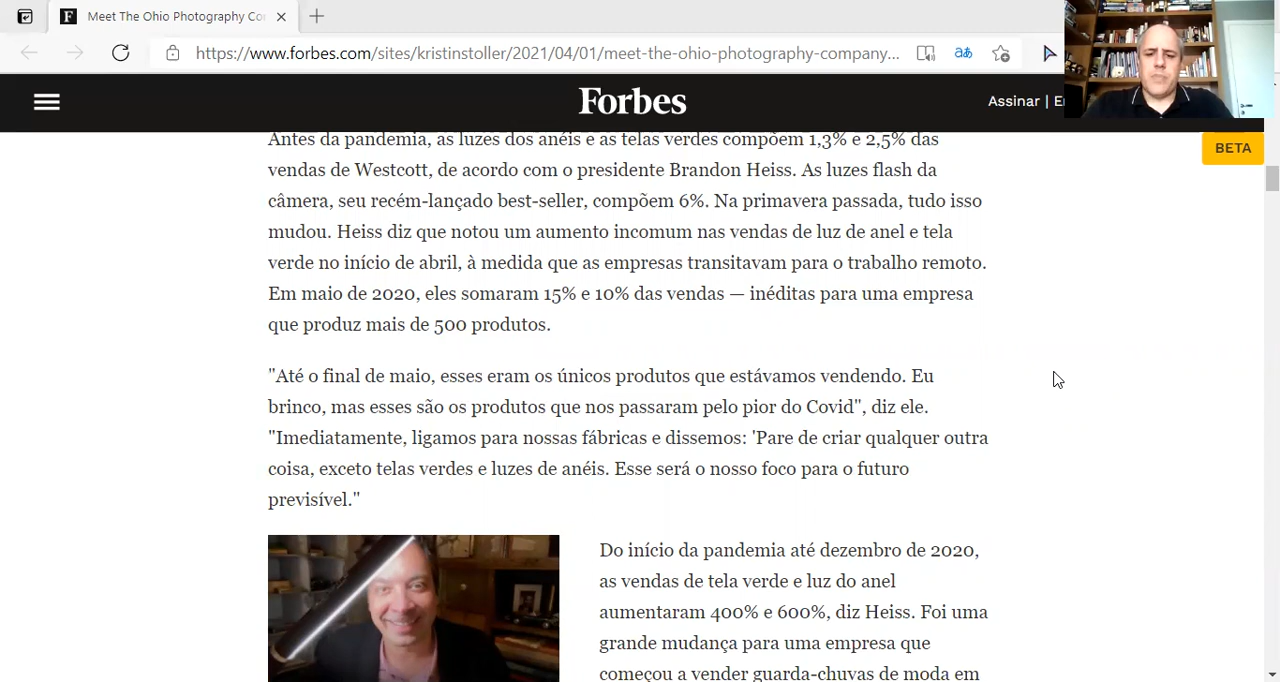 Meet The Ohio Photography Co
https://www.forbes.com/sites/kristinstoller/2021/04/01/meet-the-ohio-photography-company...
aあ
Forbes
Assinar | E
BETA
Antes da pandemia, as luzes dos anéis e as telas verdes compõem 1,3% e 2,5% das
vendas de Westcott, de acordo com o presidente Brandon Heiss. As luzes flash da
câmera, seu recém-lançado best-seller, compõem 6%. Na primavera passada, tudo isso
mudou. Heiss diz que notou um aumento incomum nas vendas de luz de anel e tela
verde no início de abril, à medida que as empresas transitavam para o trabalho remoto.
Em maio de 2020, eles somaram 15% e 10% das vendas — inéditas para uma empresa
que produz mais de 500 produtos.
"Até o final de maio, esses eram os únicos produtos que estávamos vendendo. Eu
brinco, mas esses são os produtos que nos passaram pelo pior do Covid", diz ele.
"Imediatamente, ligamos para nossas fábricas e dissemos: 'Pare de criar qualquer outra
coisa, exceto telas verdes e luzes de anéis. Esse será o nosso foco para o futuro
previsível."
Do início da pandemia até dezembro de 2020,
as vendas de tela verde e luz do anel
aumentaram 400% e 600%, diz Heiss. Foi uma
grande mudança para uma empresa que
começou a vender guarda-chuvas de moda em